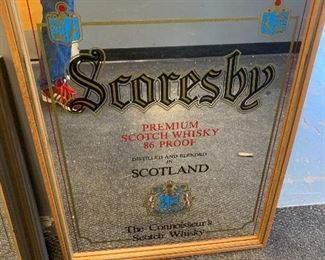 Scoresby
PREMIUM
SCOTCH WHISKY
86 PROOF
DISTILLED AND BLENDED
IN
SCOTLAND
The Connoisseur's
Scotch Whisky